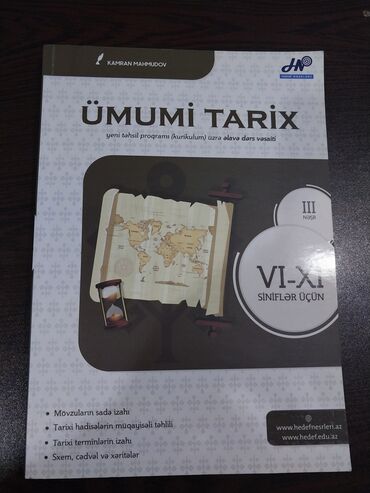 KAMRAN MAHMUDOV
ÜMUMİ TARİX
yeni təhsil proqramı (kurikulum) üzrə əlavə dərs vəsaiti
III
NƏŞR
VI-XI
SİNİFLƏR ÜÇÜN
• Mövzuların sadə izahı
• Tarixi hadisələrin müqayisəli təhlili
• Tarixi terminlərin izahı
• Sxem, cədvəl və xəritələr
www.hedefnesrleri.az
www.hedef.edu.az